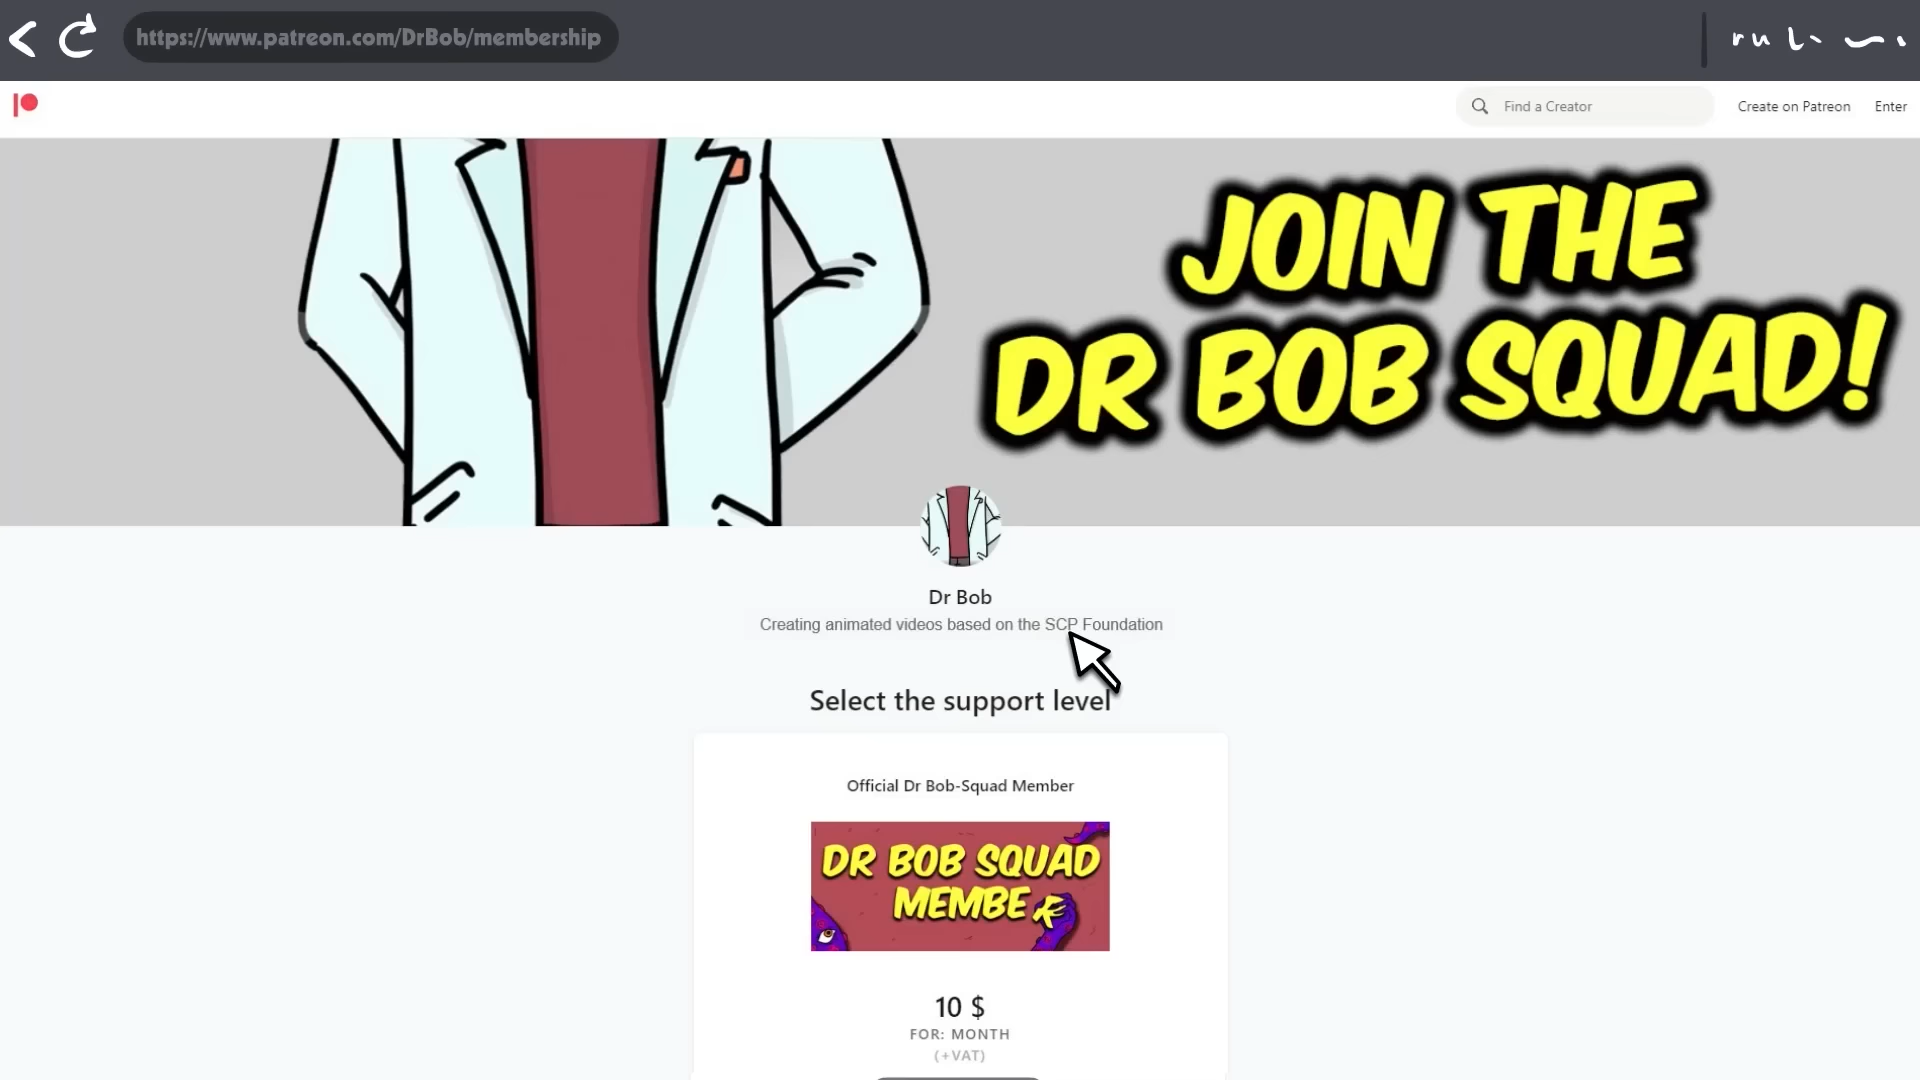 https://www.patreon.com/DrBob/membership
Find a Creator
Create on Patreon
Enter
JOIN THE
DR BOB SQUAD!
Dr Bob
Creating animated videos based on the SCP Foundation
Select the support level
Official Dr Bob-Squad Member
DR BOB SQUAD
MEMBER
10 $
FOR: MONTH
(+VAT)